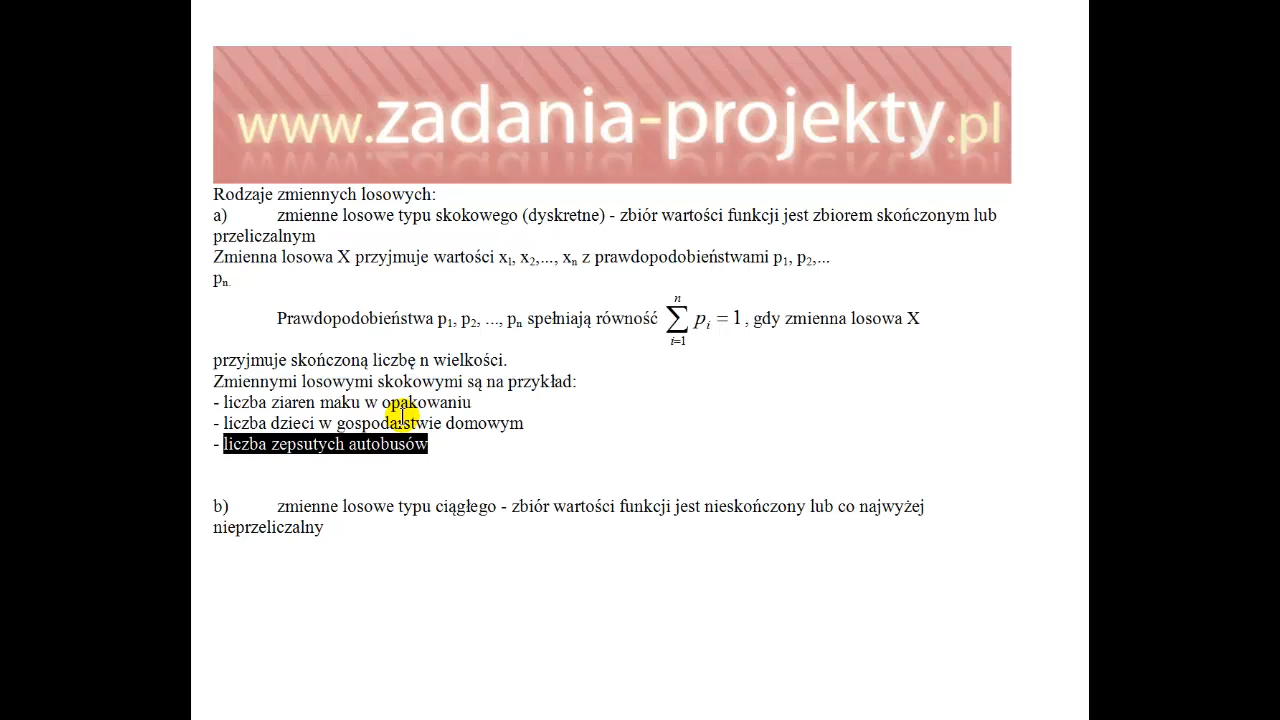 www.zadania-projekty.pl
Rodzaje zmiennych losowych:
a) zmienne losowe typu skokowego (dyskretne) - zbiór wartości funkcji jest zbiorem skończonym lub
przeliczalnym
Zmienna losowa X przyjmuje wartości x₁, x₂,..., xₙ z prawdopodobieństwami p₁, p₂,...
pₙ.
Prawdopodobieństwa p₁, p₂, ..., pₙ spełniają równość \sum_{i=1}^{n} p_i = 1, gdy zmienna losowa X
przyjmuje skończoną liczbę n wielkości.
Zmiennymi losowymi skokowymi są na przykład:
- liczba ziaren maku w opakowaniu
- liczba dzieci w gospodarstwie domowym
- liczba zepsutych autobusów
b) zmienne losowe typu ciągłego - zbiór wartości funkcji jest nieskończony lub co najwyżej
nieprzeliczalny